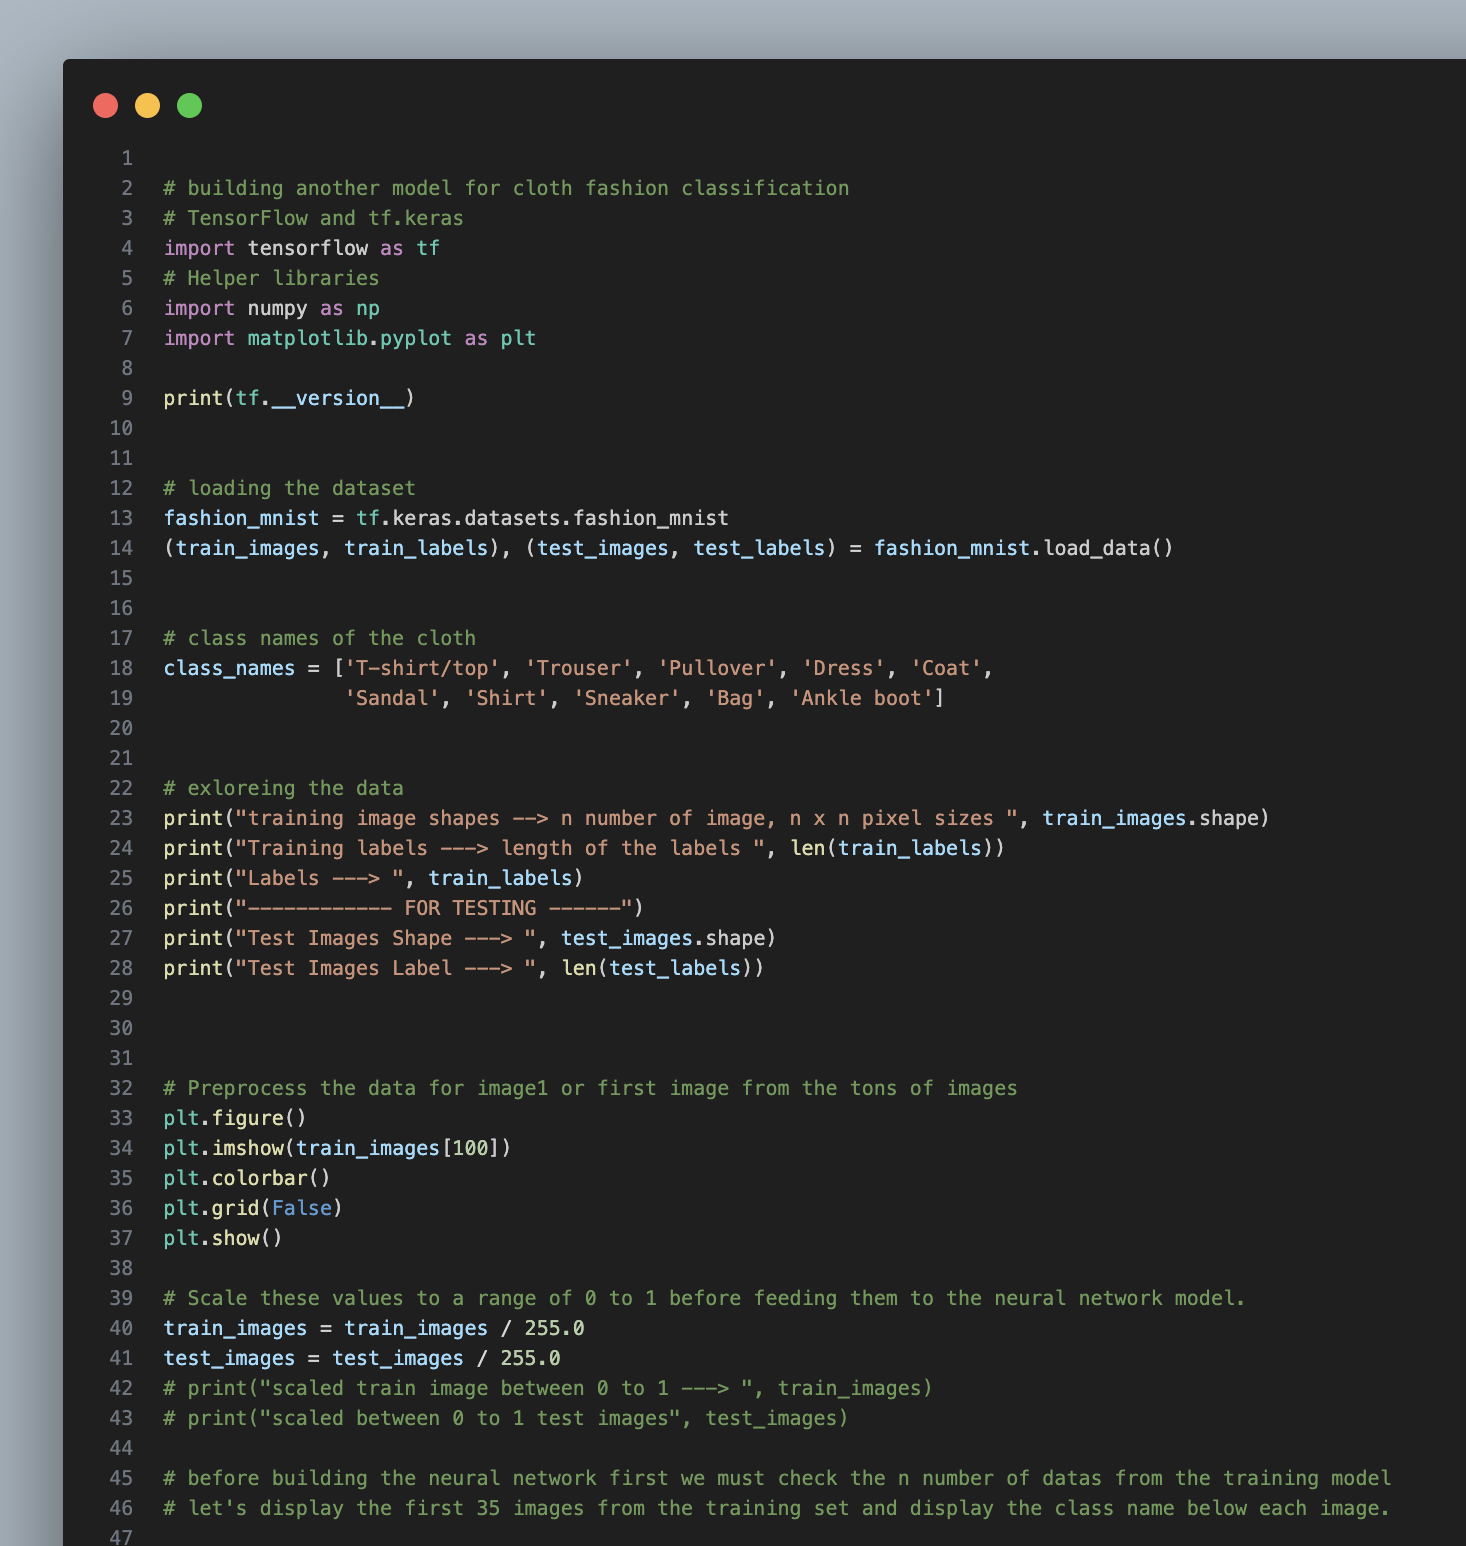 1
2 # building another model for cloth fashion classification
3 # TensorFlow and tf.keras
4 import tensorflow as tf
5 # Helper libraries
6 import numpy as np
7 import matplotlib.pyplot as plt
8
9 print(tf.__version__)
10
11
12 # loading the dataset
13 fashion_mnist = tf.keras.datasets.fashion_mnist
14 (train_images, train_labels), (test_images, test_labels) = fashion_mnist.load_data()
15
16
17 # class names of the cloth
18 class_names = ['T-shirt/top', 'Trouser', 'Pullover', 'Dress', 'Coat',
19                'Sandal', 'Shirt', 'Sneaker', 'Bag', 'Ankle boot']
20
21
22 # exloreing the data
23 print("training image shapes --> n number of image, n x n pixel sizes ", train_images.shape)
24 print("Training labels ---> length of the labels ", len(train_labels))
25 print("Labels ---> ", train_labels)
26 print("------------ FOR TESTING ------")
27 print("Test Images Shape ---> ", test_images.shape)
28 print("Test Images Label ---> ", len(test_labels))
29
30
31
32 # Preprocess the data for image1 or first image from the tons of images
33 plt.figure()
34 plt.imshow(train_images[100])
35 plt.colorbar()
36 plt.grid(False)
37 plt.show()
38
39 # Scale these values to a range of 0 to 1 before feeding them to the neural network model.
40 train_images = train_images / 255.0
41 test_images = test_images / 255.0
42 # print("scaled train image between 0 to 1 ---> ", train_images)
43 # print("scaled between 0 to 1 test images", test_images)
44
45 # before building the neural network first we must check the n number of datas from the training model
46 # let's display the first 35 images from the training set and display the class name below each image.
47